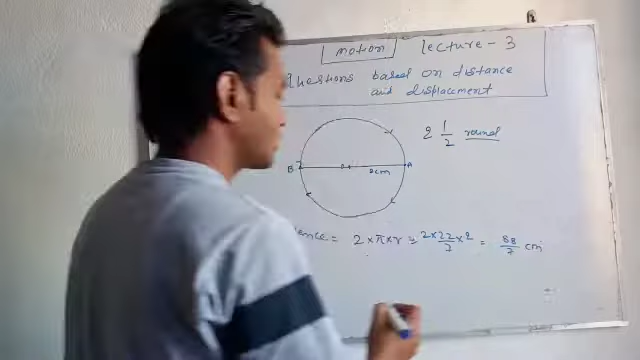 motion lecture - 3
Questions based on distance
and displacement
2 1/2 round
B 2cm A
= 2 × π × r = 2 × 22/7 × 2 = 88/7 cm